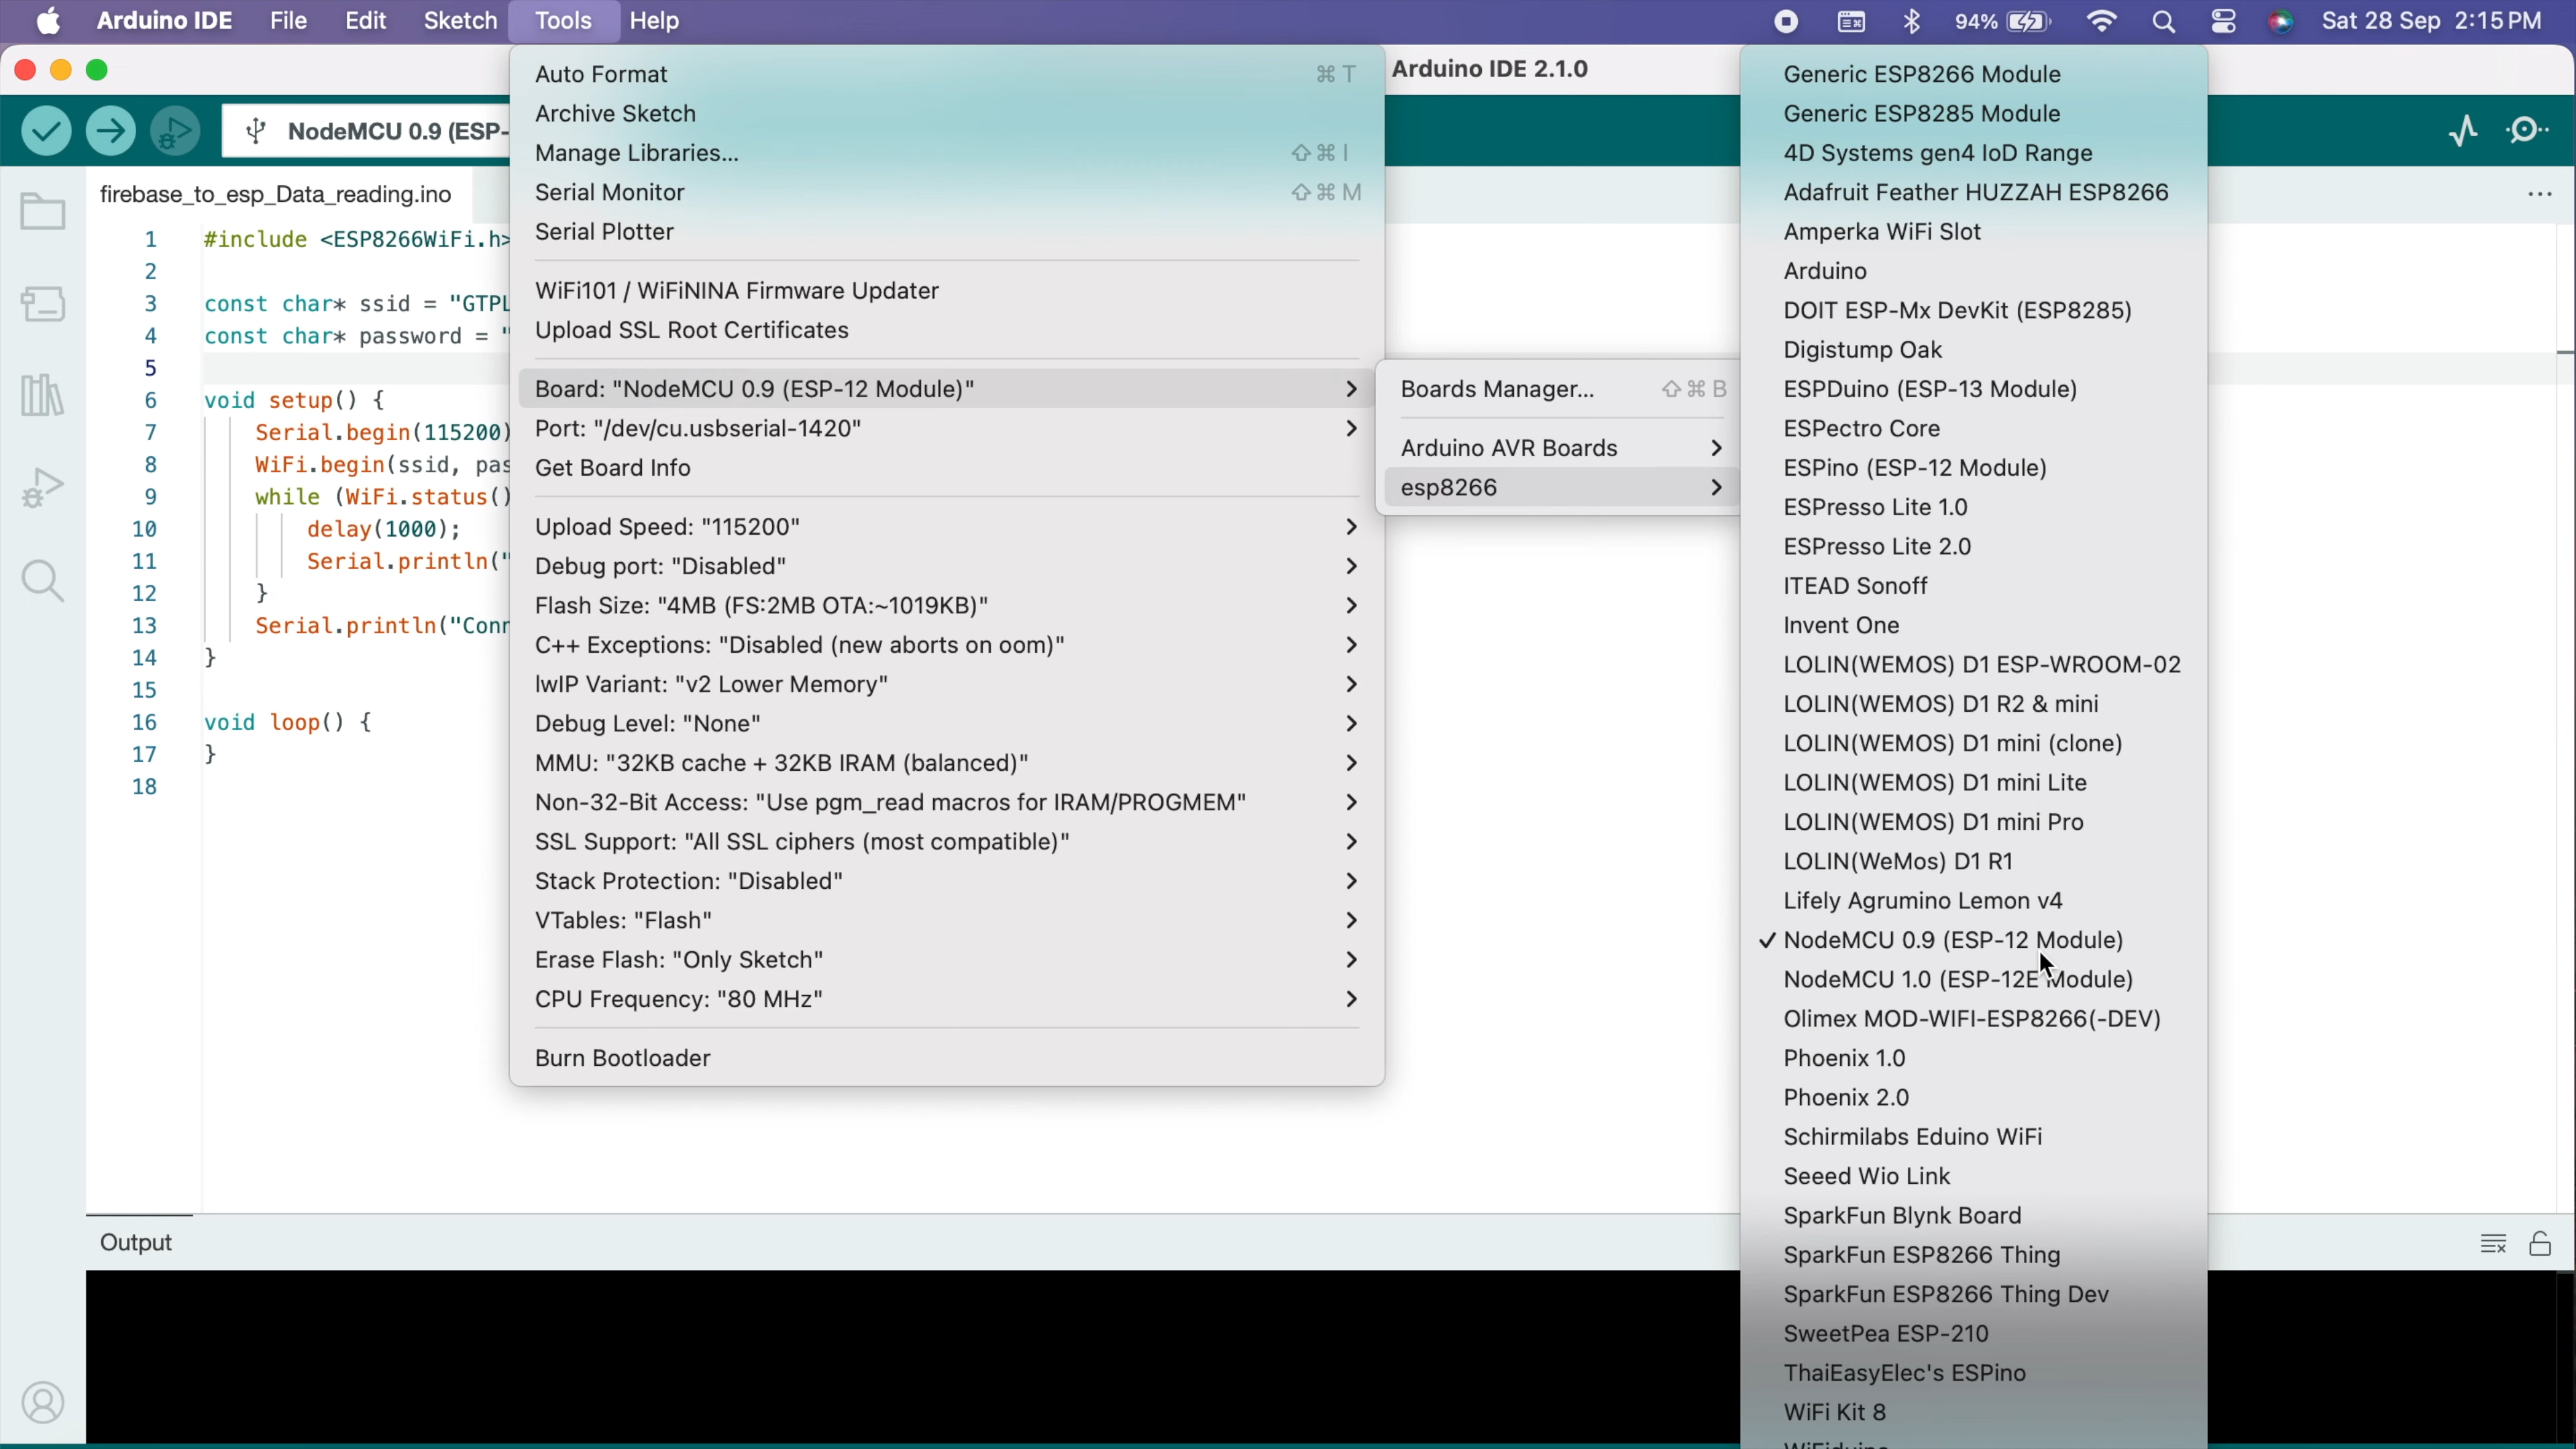 Arduino IDE File Edit Sketch Tools Help 94% Sat 28 Sep 2:15 PM
Arduino IDE 2.1.0
NodeMCU 0.9 (ESP-
firebase_to_esp_Data_reading.ino
1 #include <ESP8266WiFi.h>
2
3 const char* ssid = "GTPL
4 const char* password = "
5
6 void setup() {
7 Serial.begin(115200)
8 WiFi.begin(ssid, pas
9 while (WiFi.status()
10 delay(1000);
11 Serial.println("
12 }
13 Serial.println("Conn
14 }
15
16 void loop() {
17 }
18
Auto Format ⌘ T
Archive Sketch
Manage Libraries... ⇧ ⌘ I
Serial Monitor ⇧ ⌘ M
Serial Plotter
WiFi101 / WiFiNINA Firmware Updater
Upload SSL Root Certificates
Board: "NodeMCU 0.9 (ESP-12 Module)"
Port: "/dev/cu.usbserial-1420"
Get Board Info
Upload Speed: "115200"
Debug port: "Disabled"
Flash Size: "4MB (FS:2MB OTA:~1019KB)"
C++ Exceptions: "Disabled (new aborts on oom)"
lwIP Variant: "v2 Lower Memory"
Debug Level: "None"
MMU: "32KB cache + 32KB IRAM (balanced)"
Non-32-Bit Access: "Use pgm_read macros for IRAM/PROGMEM"
SSL Support: "All SSL ciphers (most compatible)"
Stack Protection: "Disabled"
VTables: "Flash"
Erase Flash: "Only Sketch"
CPU Frequency: "80 MHz"
Burn Bootloader
Boards Manager... ⇧ ⌘ B
Arduino AVR Boards
esp8266
Generic ESP8266 Module
Generic ESP8285 Module
4D Systems gen4 IoD Range
Adafruit Feather HUZZAH ESP8266
Amperka WiFi Slot
Arduino
DOIT ESP-Mx DevKit (ESP8285)
Digistump Oak
ESPDuino (ESP-13 Module)
ESPectro Core
ESPino (ESP-12 Module)
ESPresso Lite 1.0
ESPresso Lite 2.0
ITEAD Sonoff
Invent One
LOLIN(WEMOS) D1 ESP-WROOM-02
LOLIN(WEMOS) D1 R2 & mini
LOLIN(WEMOS) D1 mini (clone)
LOLIN(WEMOS) D1 mini Lite
LOLIN(WEMOS) D1 mini Pro
LOLIN(WeMos) D1 R1
Lifely Agrumino Lemon v4
✓ NodeMCU 0.9 (ESP-12 Module)
NodeMCU 1.0 (ESP-12E Module)
Olimex MOD-WIFI-ESP8266(-DEV)
Phoenix 1.0
Phoenix 2.0
Schirmilabs Eduino WiFi
Seeed Wio Link
SparkFun Blynk Board
SparkFun ESP8266 Thing
SparkFun ESP8266 Thing Dev
SweetPea ESP-210
ThaiEasyElec's ESPino
WiFi Kit 8
Output